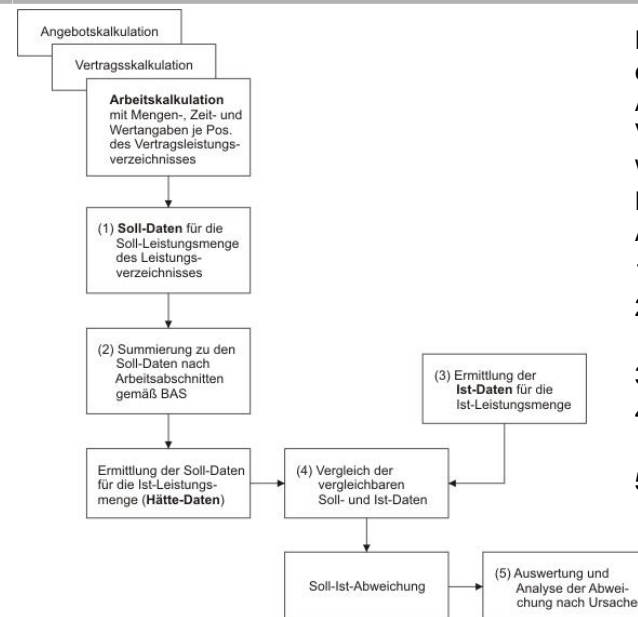 Angebotskalkulation
Vertragsskalkulation
Arbeitskalkulation
mit Mengen-, Zeit- und
Wertangaben je Pos.
des Vertragsleistungs-
verzeichnisses
(1) Soll-Daten für die
Soll-Leistungsmenge
des Leistungs-
verzeichnisses
(2) Summierung zu den
Soll-Daten nach
Arbeitsabschnitten
gemäß BAS
(3) Ermittlung der
Ist-Daten für die
Ist-Leistungsmenge
Ermittlung der Soll-Daten
für die Ist-Leistungs-
menge (Hätte-Daten)
(4) Vergleich der
vergleichbaren
Soll- und Ist-Daten
Soll-Ist-Abweichung
(5) Auswertung und
Analyse der Abwei-
chung nach Ursache